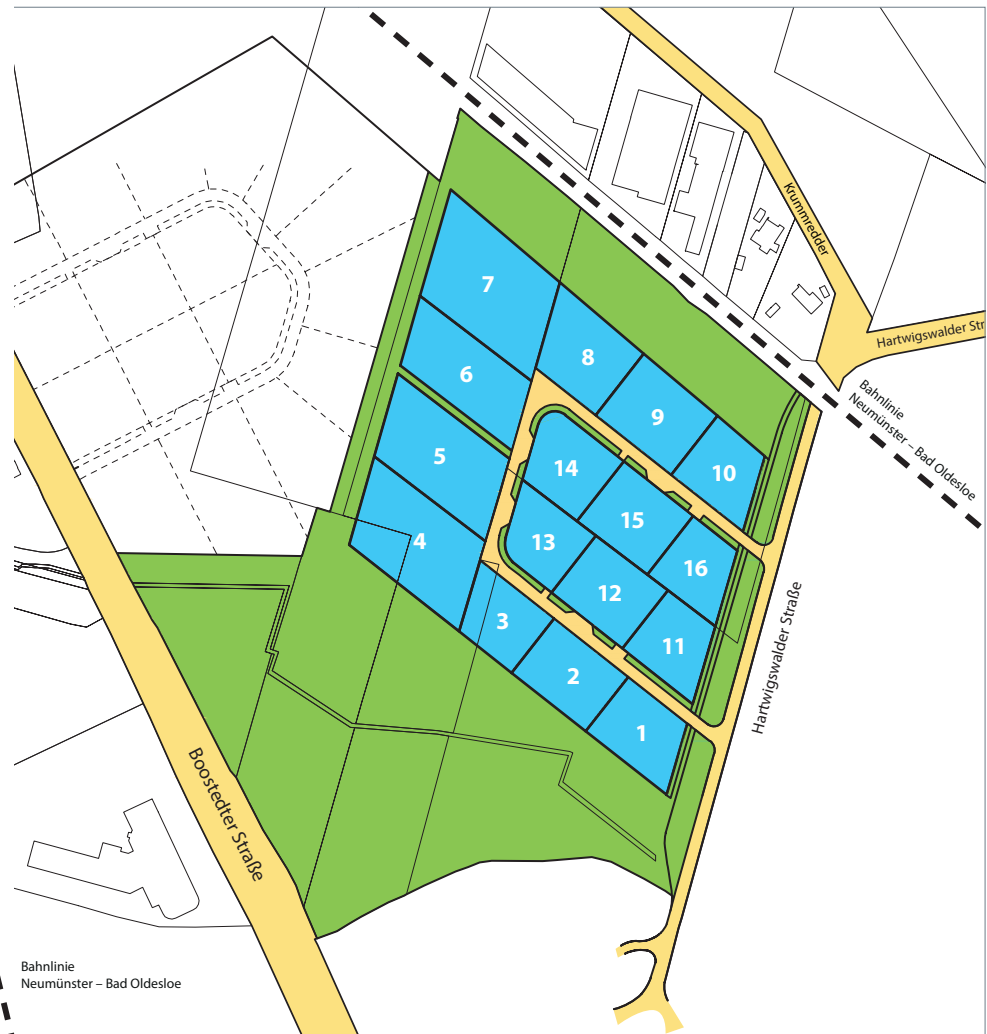 Krummredder
Hartwigswalder Str
Bahnlinie
Neumünster – Bad Oldesloe
7
8
6
9
5
14
10
15
4
13
16
12
3
11
2
1
Hartwigswalder Straße
Boostedter Straße
Bahnlinie
Neumünster – Bad Oldesloe